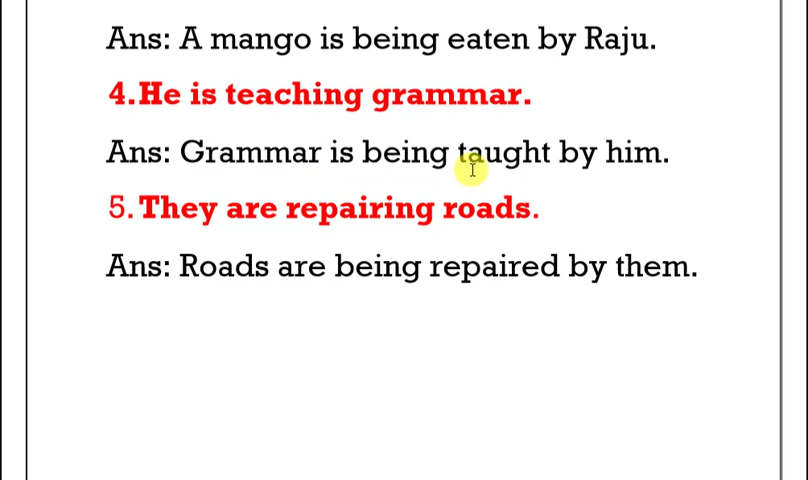 Ans: A mango is being eaten by Raju.
4.He is teaching grammar.
Ans: Grammar is being taught by him.
5.They are repairing roads.
Ans: Roads are being repaired by them.